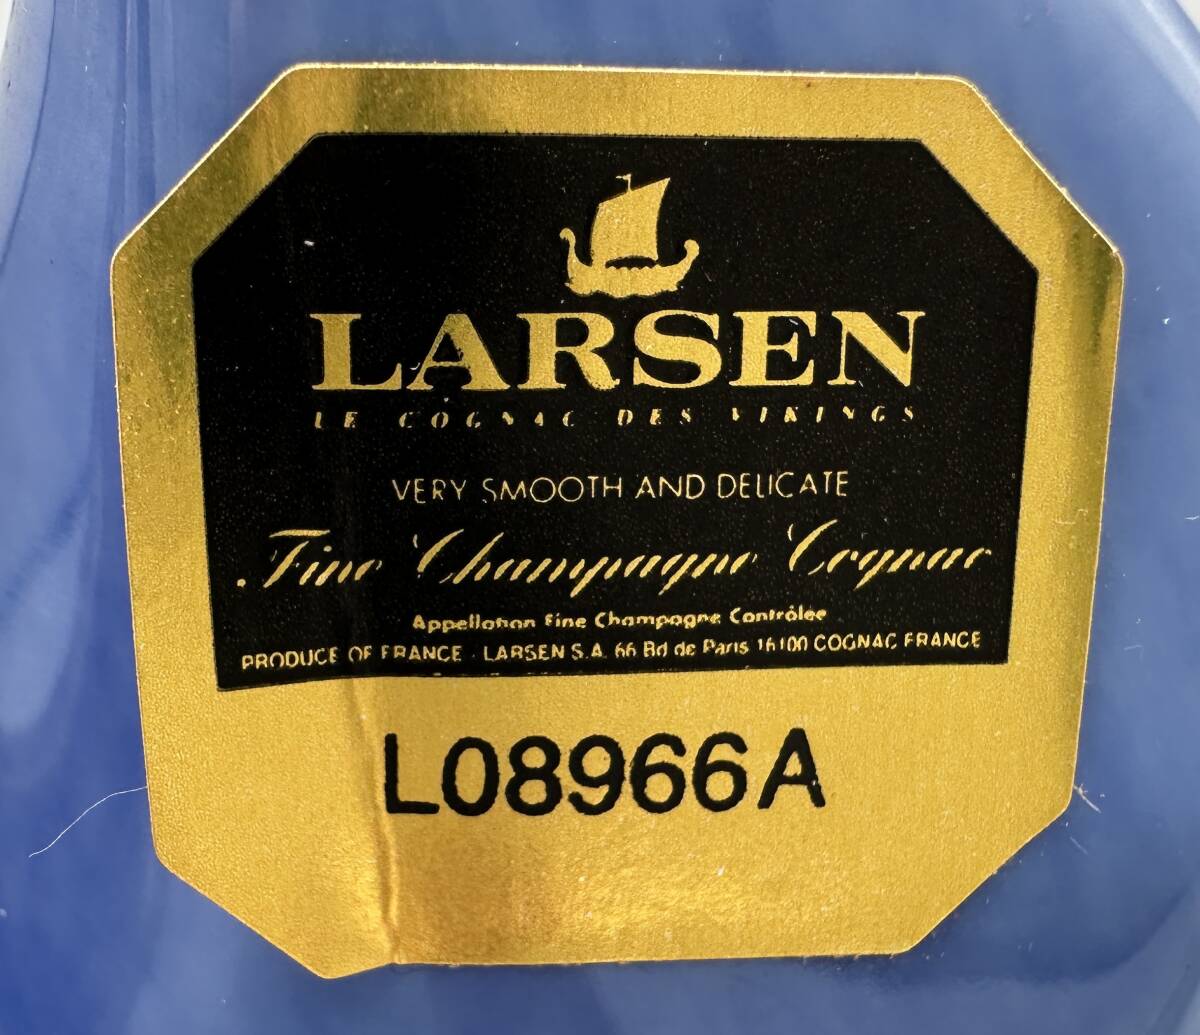 LARSEN
LE COGNAC DES VIKINGS
VERY SMOOTH AND DELICATE
Fine Champagne Cognac
Appellation Fine Champagne Contrôlée
PRODUCE OF FRANCE - LARSEN S.A. 66 Bd de Paris 16100 COGNAC FRANCE
L08966A